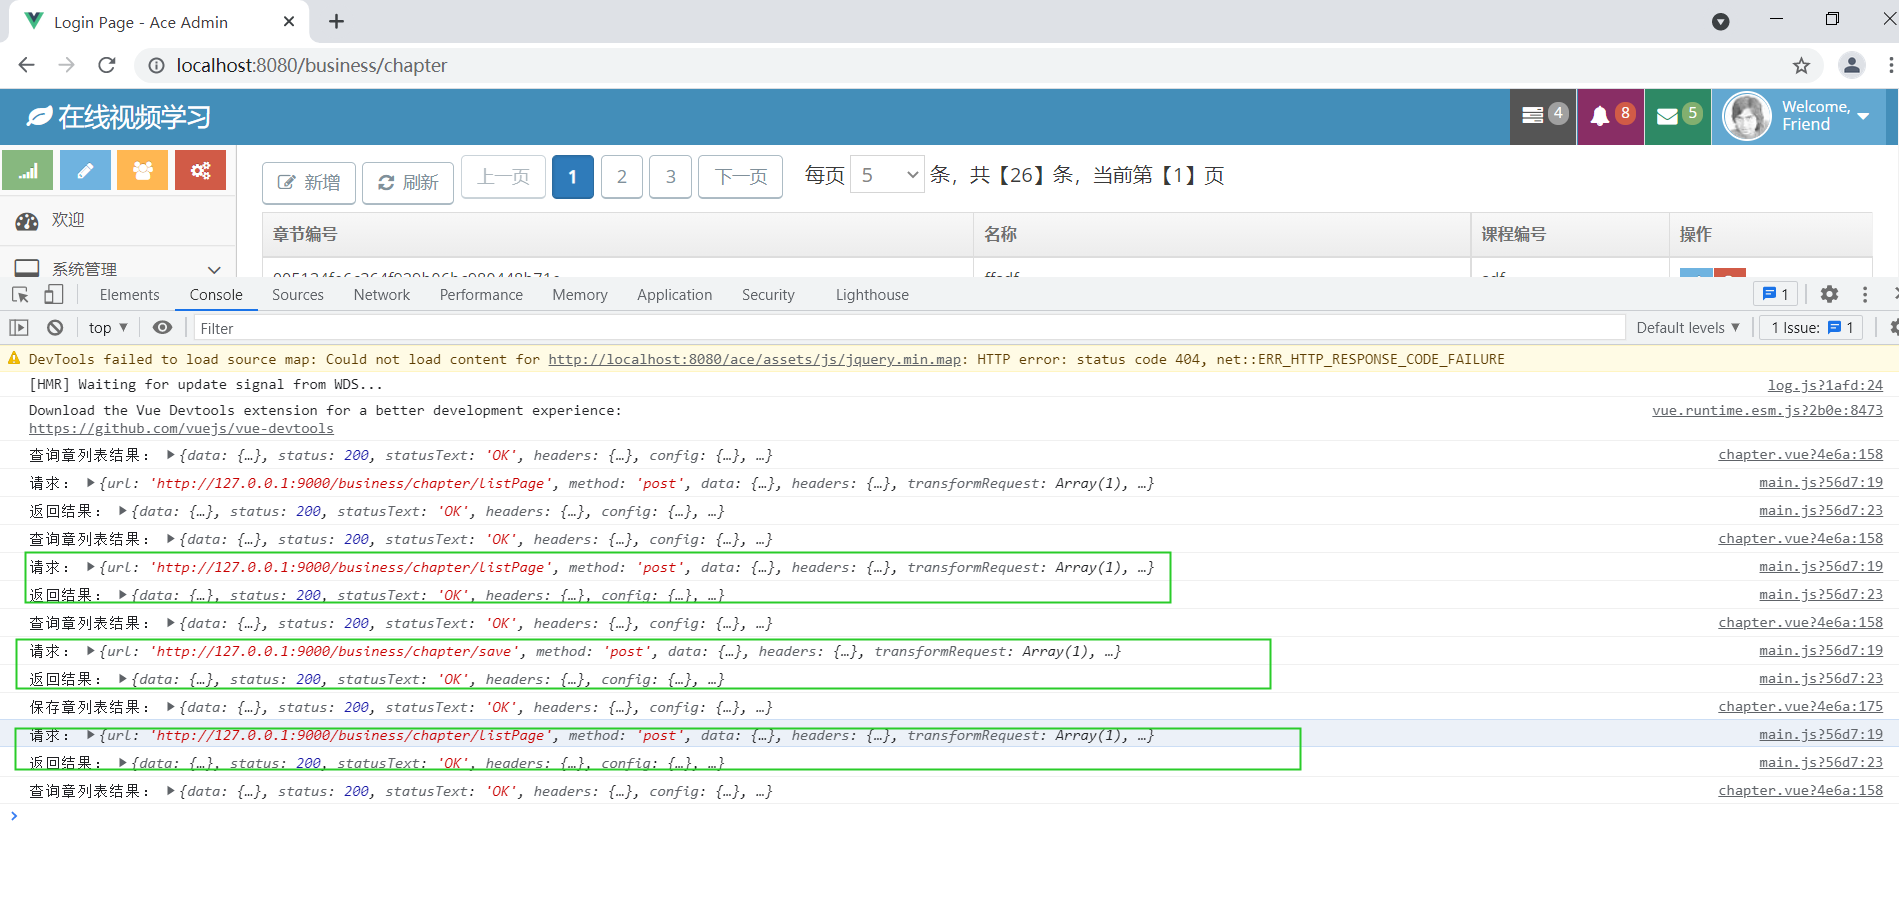 Login Page - Ace Admin
localhost:8080/business/chapter
在线视频学习
4
8
5
Welcome,
Friend
新增
刷新
上一页
1
2
3
下一页
每页 5 条，共【26】条，当前第【1】页
欢迎
系统管理
章节编号 名称 课程编号 操作
Elements Console Sources Network Performance Memory Application Security Lighthouse 1
top Filter Default levels 1 Issue: 1
DevTools failed to load source map: Could not load content for http://localhost:8080/ace/assets/js/jquery.min.map: HTTP error: status code 404, net::ERR_HTTP_RESPONSE_CODE_FAILURE
[HMR] Waiting for update signal from WDS... log.js?1afd:24
Download the Vue Devtools extension for a better development experience: vue.runtime.esm.js?2b0e:8473
https://github.com/vuejs/vue-devtools
查询章列表结果： ▶{data: {…}, status: 200, statusText: 'OK', headers: {…}, config: {…}, …} chapter.vue?4e6a:158
请求： ▶{url: 'http://127.0.0.1:9000/business/chapter/listPage', method: 'post', data: {…}, headers: {…}, transformRequest: Array(1), …} main.js?56d7:19
返回结果： ▶{data: {…}, status: 200, statusText: 'OK', headers: {…}, config: {…}, …} main.js?56d7:23
查询章列表结果： ▶{data: {…}, status: 200, statusText: 'OK', headers: {…}, config: {…}, …} chapter.vue?4e6a:158
请求： ▶{url: 'http://127.0.0.1:9000/business/chapter/listPage', method: 'post', data: {…}, headers: {…}, transformRequest: Array(1), …} main.js?56d7:19
返回结果： ▶{data: {…}, status: 200, statusText: 'OK', headers: {…}, config: {…}, …} main.js?56d7:23
查询章列表结果： ▶{data: {…}, status: 200, statusText: 'OK', headers: {…}, config: {…}, …} chapter.vue?4e6a:158
请求： ▶{url: 'http://127.0.0.1:9000/business/chapter/save', method: 'post', data: {…}, headers: {…}, transformRequest: Array(1), …} main.js?56d7:19
返回结果： ▶{data: {…}, status: 200, statusText: 'OK', headers: {…}, config: {…}, …} main.js?56d7:23
保存章列表结果： ▶{data: {…}, status: 200, statusText: 'OK', headers: {…}, config: {…}, …} chapter.vue?4e6a:175
请求： ▶{url: 'http://127.0.0.1:9000/business/chapter/listPage', method: 'post', data: {…}, headers: {…}, transformRequest: Array(1), …} main.js?56d7:19
返回结果： ▶{data: {…}, status: 200, statusText: 'OK', headers: {…}, config: {…}, …} main.js?56d7:23
查询章列表结果： ▶{data: {…}, status: 200, statusText: 'OK', headers: {…}, config: {…}, …} chapter.vue?4e6a:158